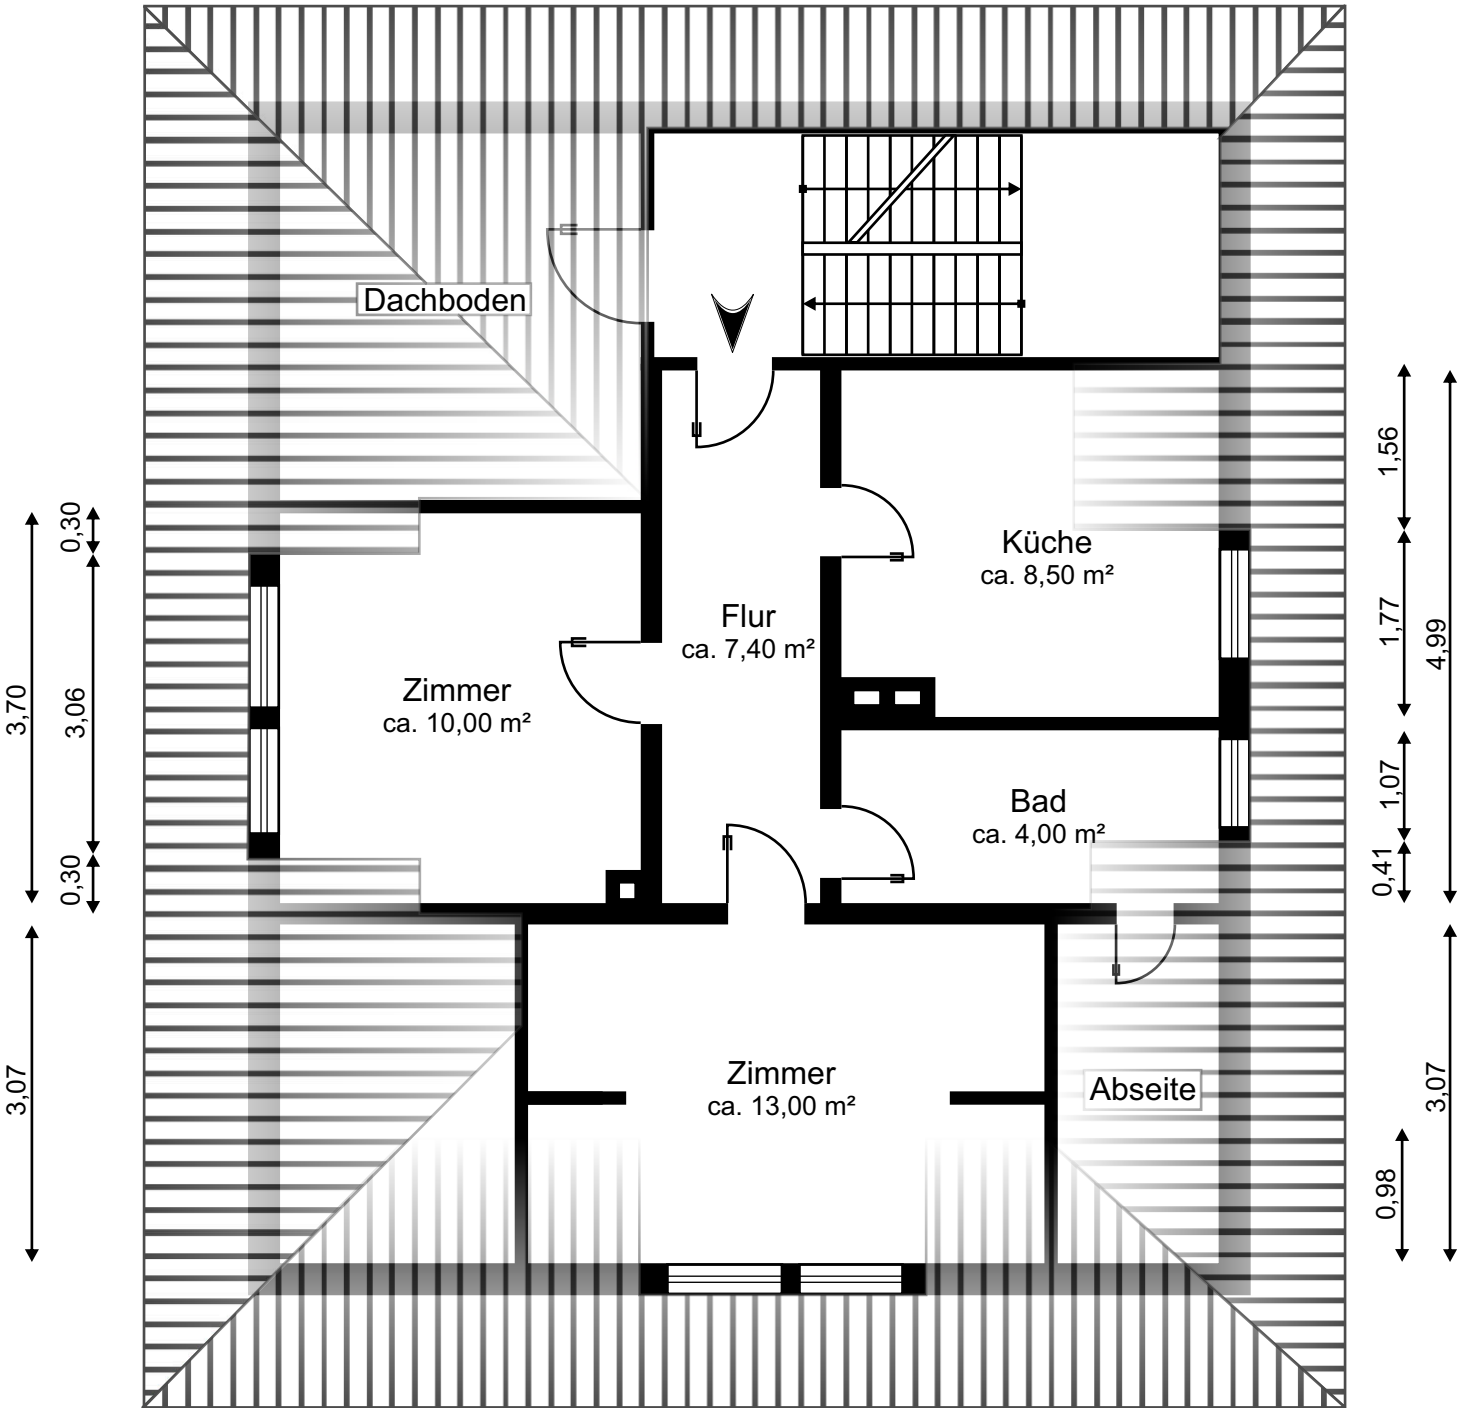 Dachboden
Küche
ca. 8,50 m²
Flur
ca. 7,40 m²
Zimmer
ca. 10,00 m²
Bad
ca. 4,00 m²
Zimmer
ca. 13,00 m²
Abseite
0,30
3,70
3,06
0,30
3,07
1,56
1,77
4,99
1,07
0,41
3,07
0,98